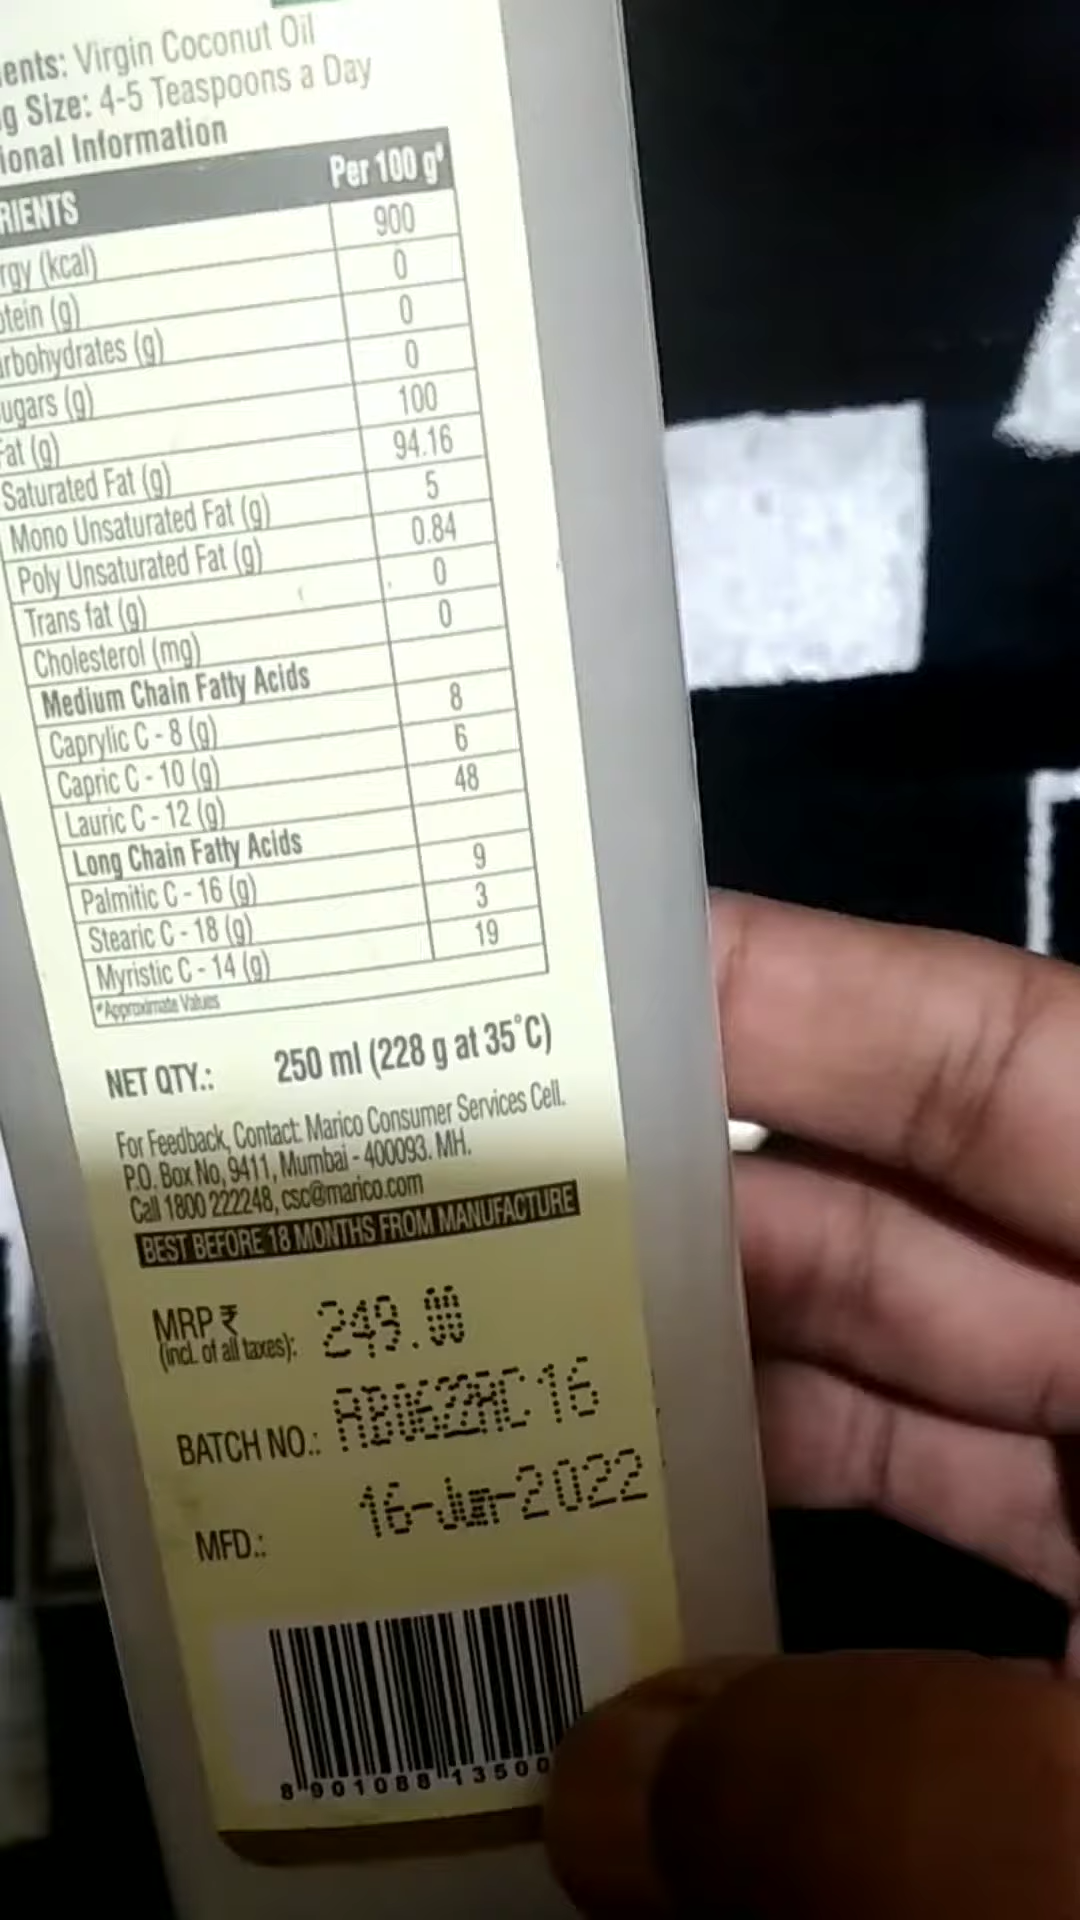 ents: Virgin Coconut Oil
g Size: 4-5 Teaspoons a Day
ional Information
RIENTS Per 100 g*
rgy (kcal) 900
otein (g) 0
arbohydrates (g) 0
ugars (g) 0
Fat (g) 100
Saturated Fat (g) 94.16
Mono Unsaturated Fat (g) 5
Poly Unsaturated Fat (g) 0.84
Trans fat (g) 0
Cholesterol (mg) 0
Medium Chain Fatty Acids
Caprylic C - 8 (g) 8
Capric C - 10 (g) 6
Lauric C - 12 (g) 48
Long Chain Fatty Acids
Palmitic C - 16 (g) 9
Stearic C - 18 (g) 3
Myristic C - 14 (g) 19
*Approximate Values
NET QTY.: 250 ml (228 g at 35°C)
For Feedback, Contact: Marico Consumer Services Cell.
P.O. Box No, 9411, Mumbai - 400093. MH.
Call 1800 222248, csc@marico.com
BEST BEFORE 18 MONTHS FROM MANUFACTURE
MRP ₹ 249.00
(incl. of all taxes):
BATCH NO.: AB0622AC16
MFD.: 16-Jun-2022
8 901088 13500